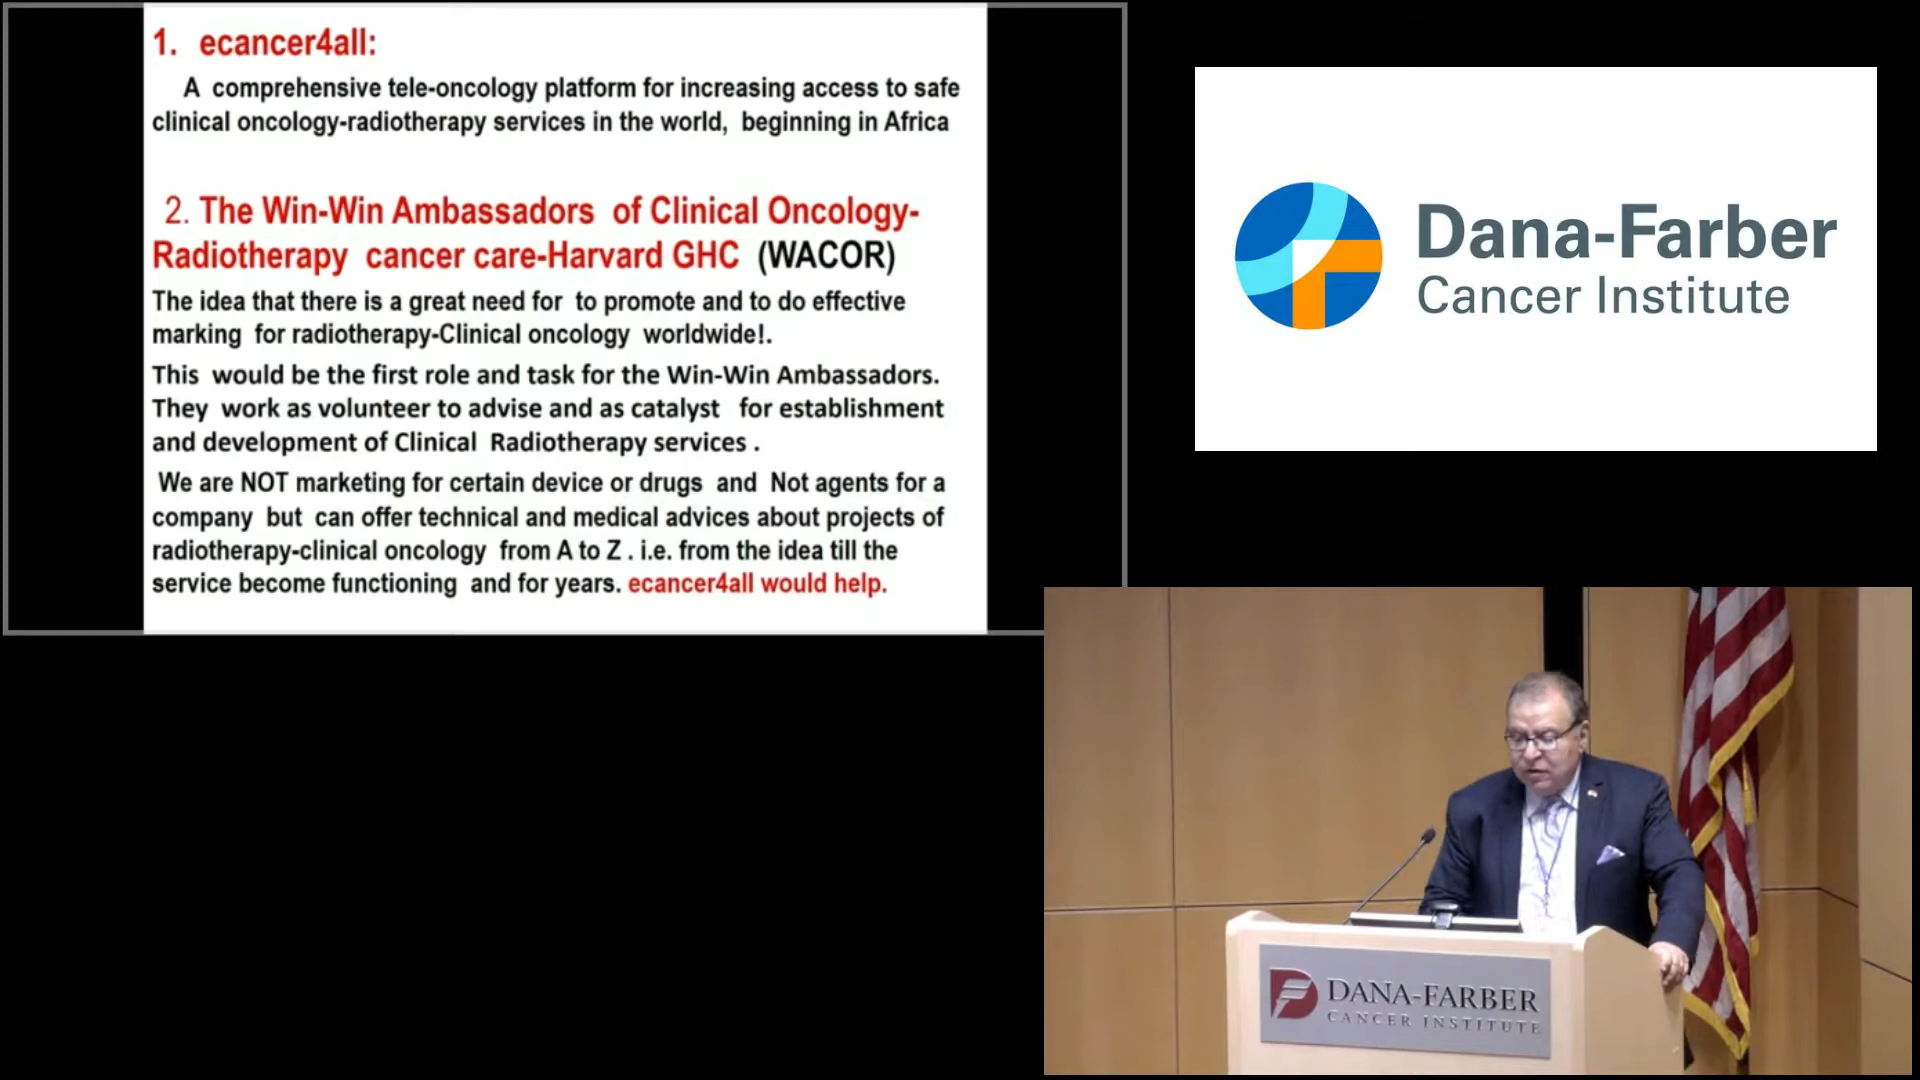 1. ecancer4all:
A comprehensive tele-oncology platform for increasing access to safe
clinical oncology-radiotherapy services in the world, beginning in Africa
2. The Win-Win Ambassadors of Clinical Oncology-
Radiotherapy cancer care-Harvard GHC (WACOR)
The idea that there is a great need for to promote and to do effective
marking for radiotherapy-Clinical oncology worldwide!.
This would be the first role and task for the Win-Win Ambassadors.
They work as volunteer to advise and as catalyst for establishment
and development of Clinical Radiotherapy services .
We are NOT marketing for certain device or drugs and Not agents for a
company but can offer technical and medical advices about projects of
radiotherapy-clinical oncology from A to Z . i.e. from the idea till the
service become functioning and for years. ecancer4all would help.
Dana-Farber
Cancer Institute
DANA-FARBER
CANCER INSTITUTE